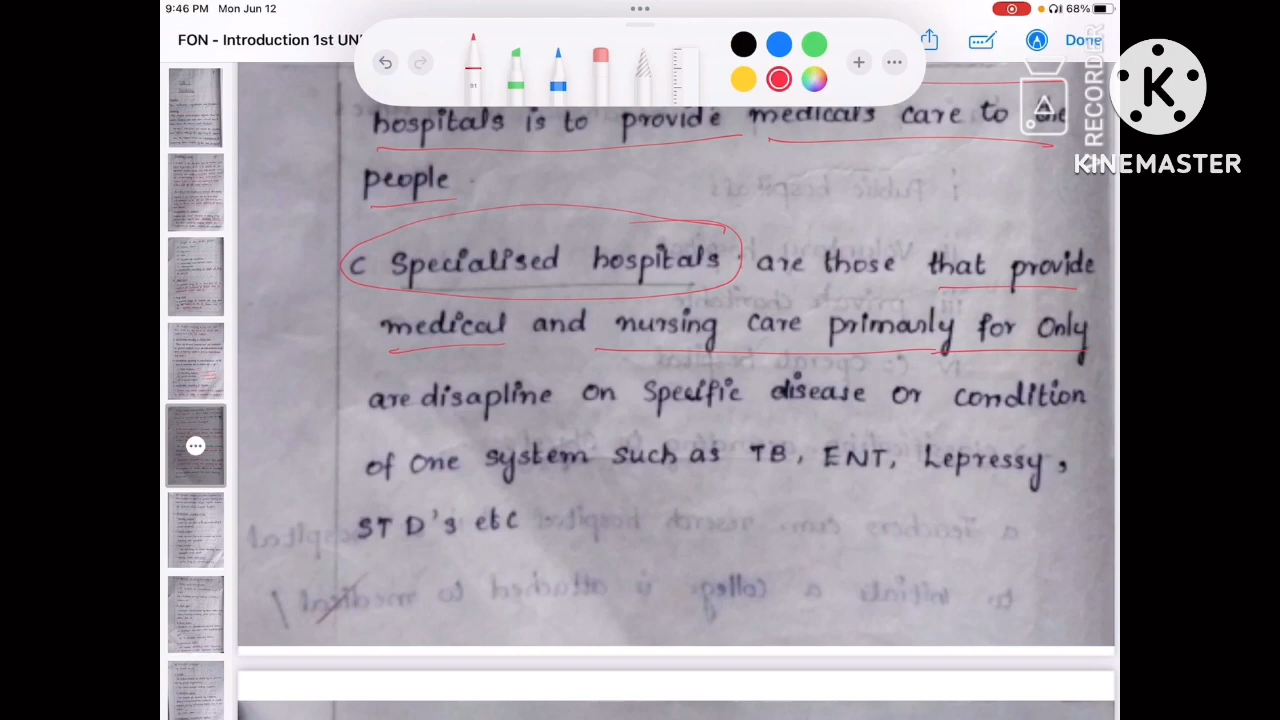 9:46 PM Mon Jun 12
68%
FON - Introduction 1st
Done
91
RECORDER
KINEMASTER
hospitals is to provide medicals care to the
people
c Specialised hospitals are those that provide
medical and nursing care primarly for only
are disapline on specific disease or condition
of one system such as TB, ENT, Lepressy,
STD's etc